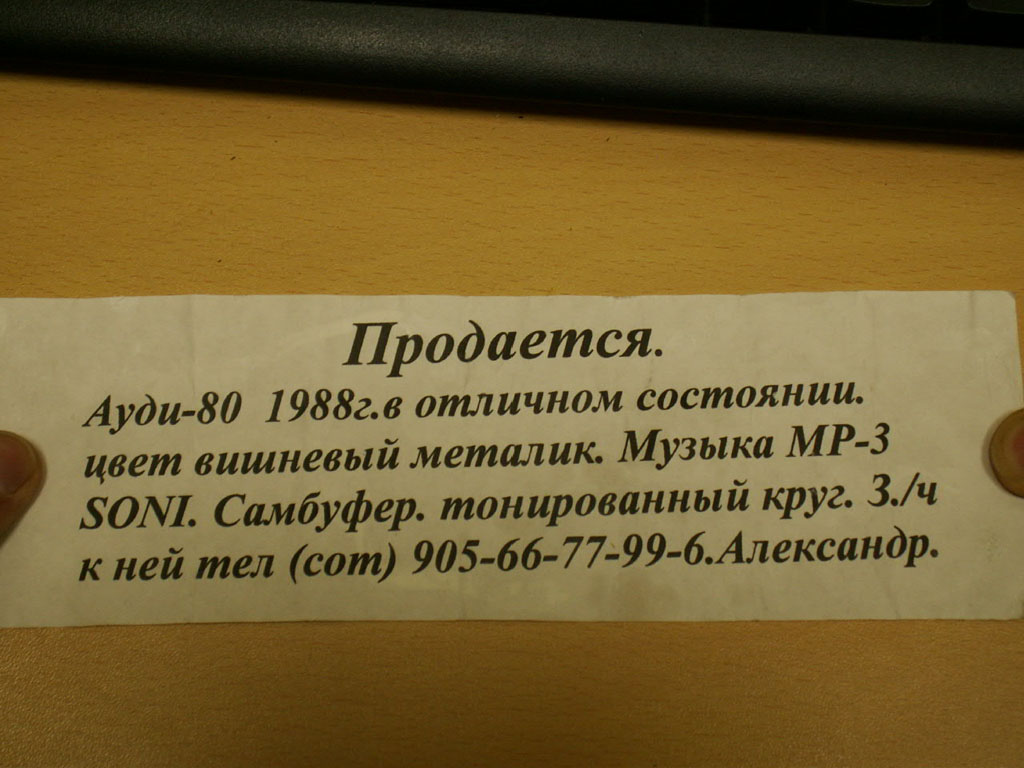 Продается.
Ауди-80 1988г.в отличном состоянии.
цвет вишневый металик. Музыка МР-3
SONI. Самбуфер. тонированный круг. З./ч
к ней тел (сот) 905-66-77-99-6.Александр.